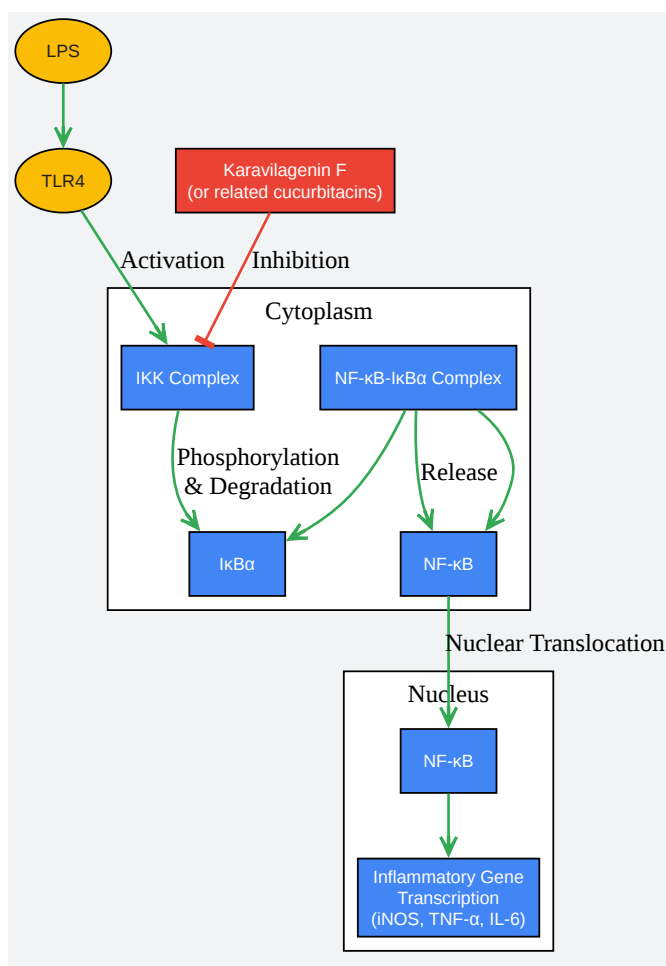 LPS
TLR4
Karavilagenin F
(or related cucurbitacins)
Activation
Inhibition
Cytoplasm
IKK Complex
NF-κB-IκBα Complex
Phosphorylation
& Degradation
Release
IκBα
NF-κB
Nuclear Translocation
Nucleus
NF-κB
Inflammatory Gene
Transcription
(iNOS, TNF-α, IL-6)